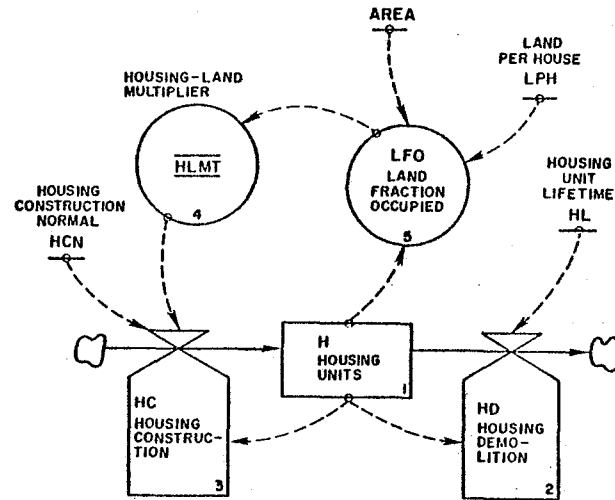 AREA
LAND
PER HOUSE
LPH
HOUSING-LAND
MULTIPLIER
HLMT
4
LFO
LAND
FRACTION
OCCUPIED
5
HOUSING
UNIT
LIFETIME
HL
HOUSING
CONSTRUCTION
NORMAL
HCN
H
HOUSING
UNITS
1
HC
HOUSING
CONSTRUC-
TION
3
HD
HOUSING
DEMO-
LITION
2